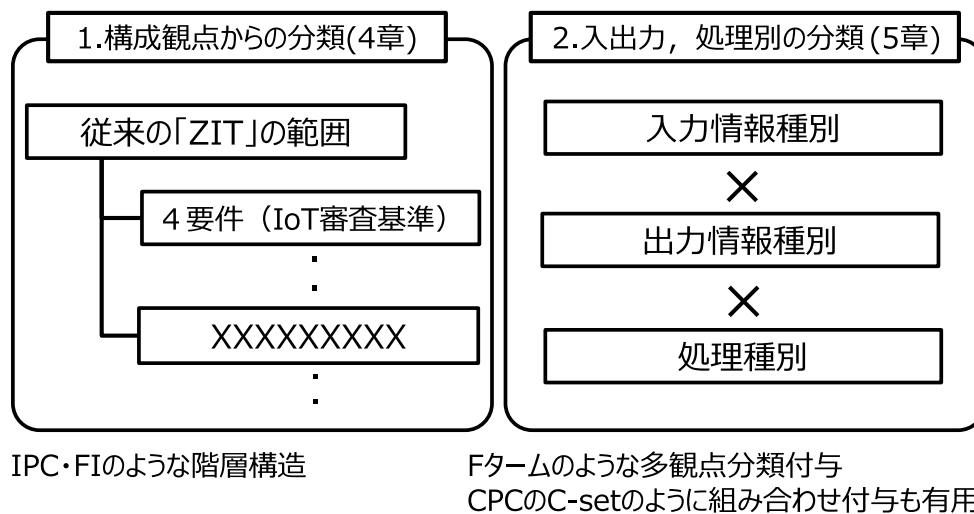 1.構成観点からの分類(4章)
従来の「ZIT」の範囲
4要件（IoT審査基準）
・
・
XXXXXXXXX
・
・
IPC・FIのような階層構造
2.入出力，処理別の分類(5章)
入力情報種別
×
出力情報種別
×
処理種別
Fタームのような多観点分類付与
CPCのC-setのように組み合わせ付与も有用